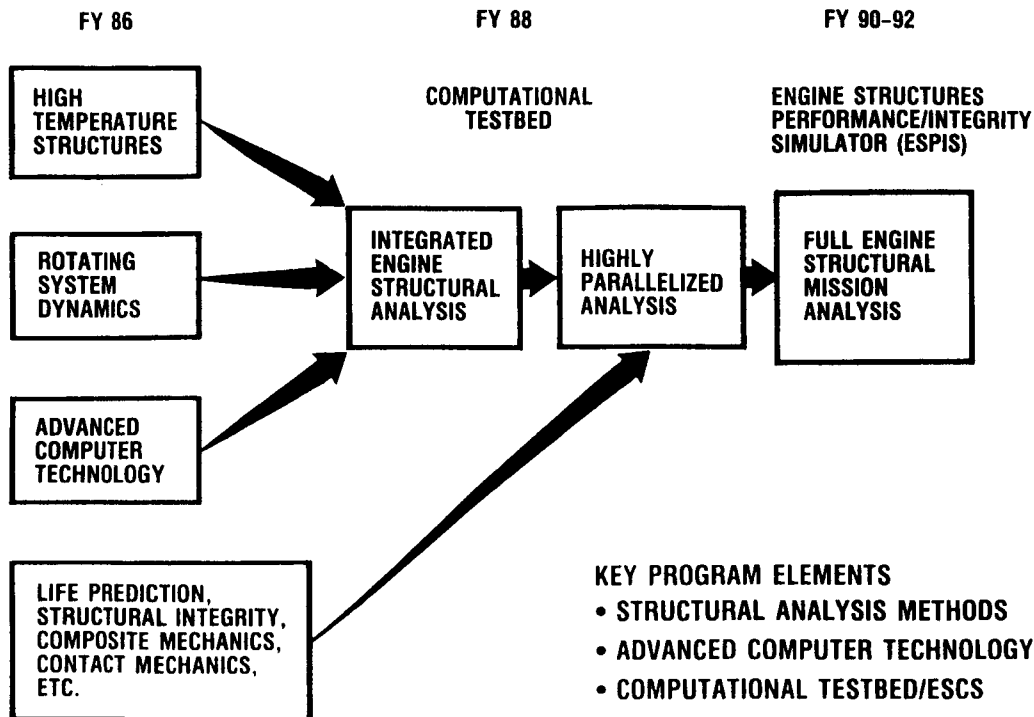 FY 86
FY 88
FY 90-92
HIGH
TEMPERATURE
STRUCTURES
COMPUTATIONAL
TESTBED
ENGINE STRUCTURES
PERFORMANCE/INTEGRITY
SIMULATOR (ESPIS)
ROTATING
SYSTEM
DYNAMICS
INTEGRATED
ENGINE
STRUCTURAL
ANALYSIS
HIGHLY
PARALLELIZED
ANALYSIS
FULL ENGINE
STRUCTURAL
MISSION
ANALYSIS
ADVANCED
COMPUTER
TECHNOLOGY
LIFE PREDICTION,
STRUCTURAL INTEGRITY,
COMPOSITE MECHANICS,
CONTACT MECHANICS,
ETC.
KEY PROGRAM ELEMENTS
• STRUCTURAL ANALYSIS METHODS
• ADVANCED COMPUTER TECHNOLOGY
• COMPUTATIONAL TESTBED/ESCS